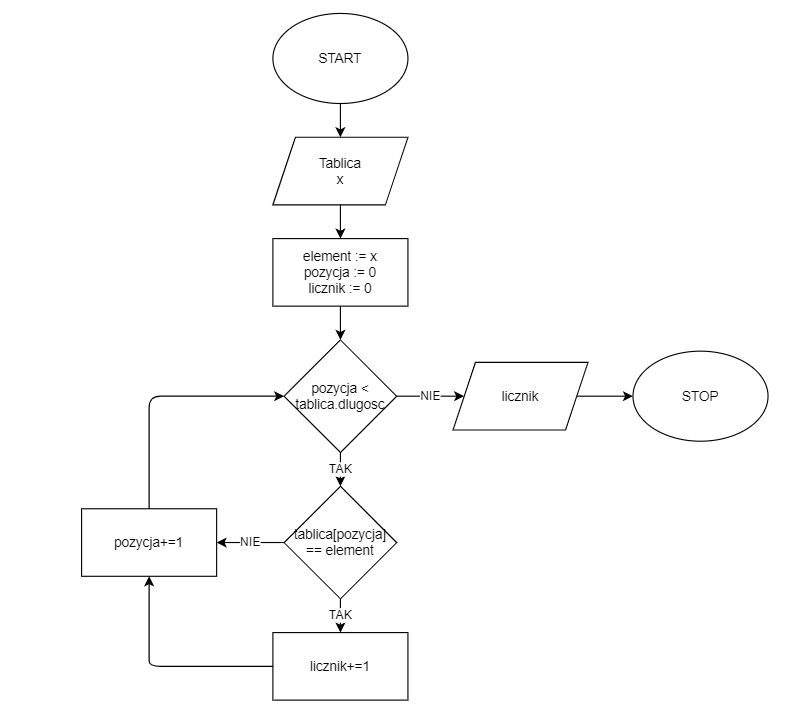 START
Tablica
x
element := x
pozycja := 0
licznik := 0
pozycja <
tablica.dlugosc
NIE
licznik
STOP
TAK
tablica[pozycja]
== element
NIE
pozycja+=1
TAK
licznik+=1